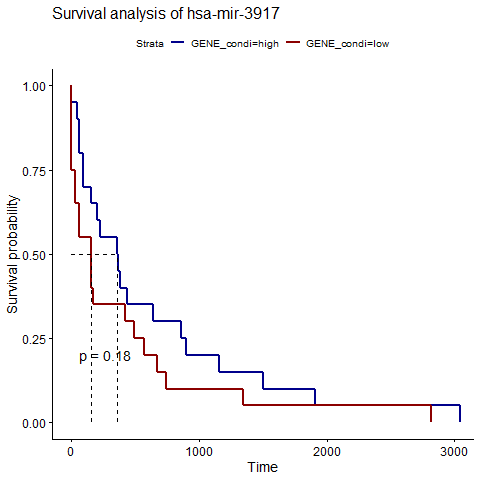 Survival analysis of hsa-mir-3917
Strata GENE_condi=high GENE_condi=low
1.00
0.75
0.50
0.25
0.00
Survival probability
p = 0.18
0 1000 2000 3000
Time